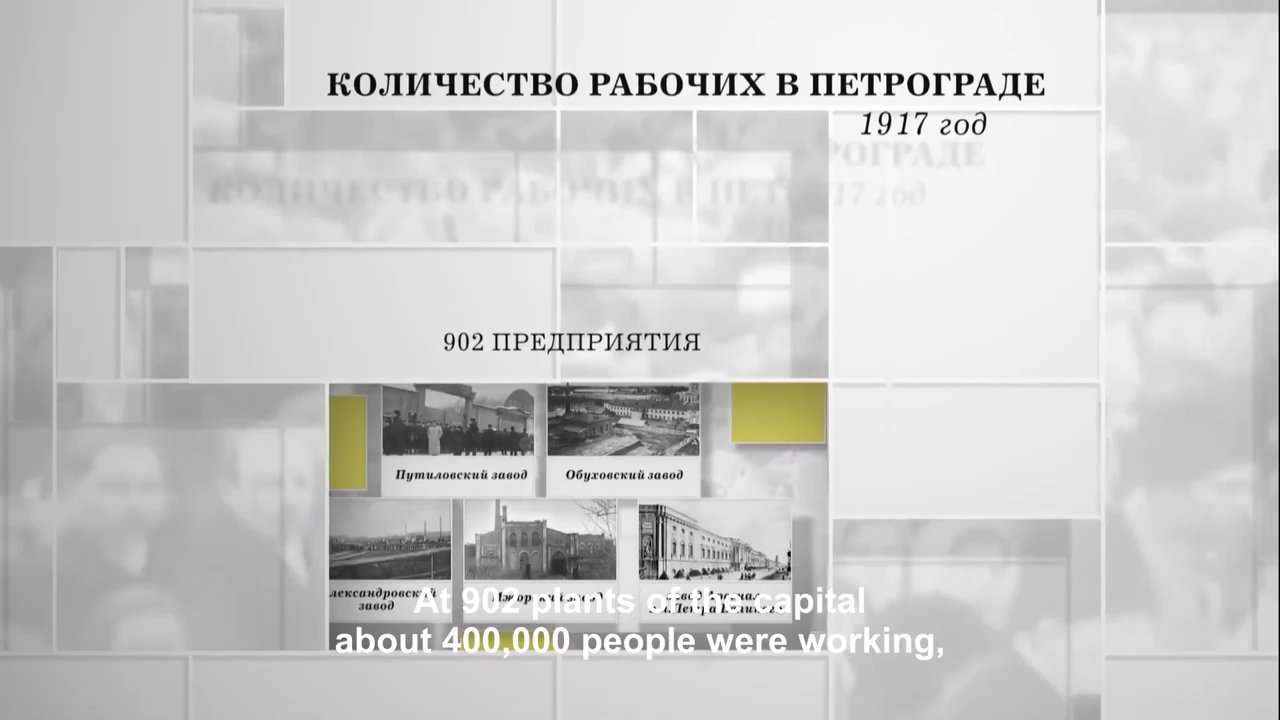 КОЛИЧЕСТВО РАБОЧИХ В ПЕТРОГРАДЕ
1917 год
902 ПРЕДПРИЯТИЯ
Путиловский завод
Обуховский завод
завод
At 902 plants of the capital
about 400,000 people were working,